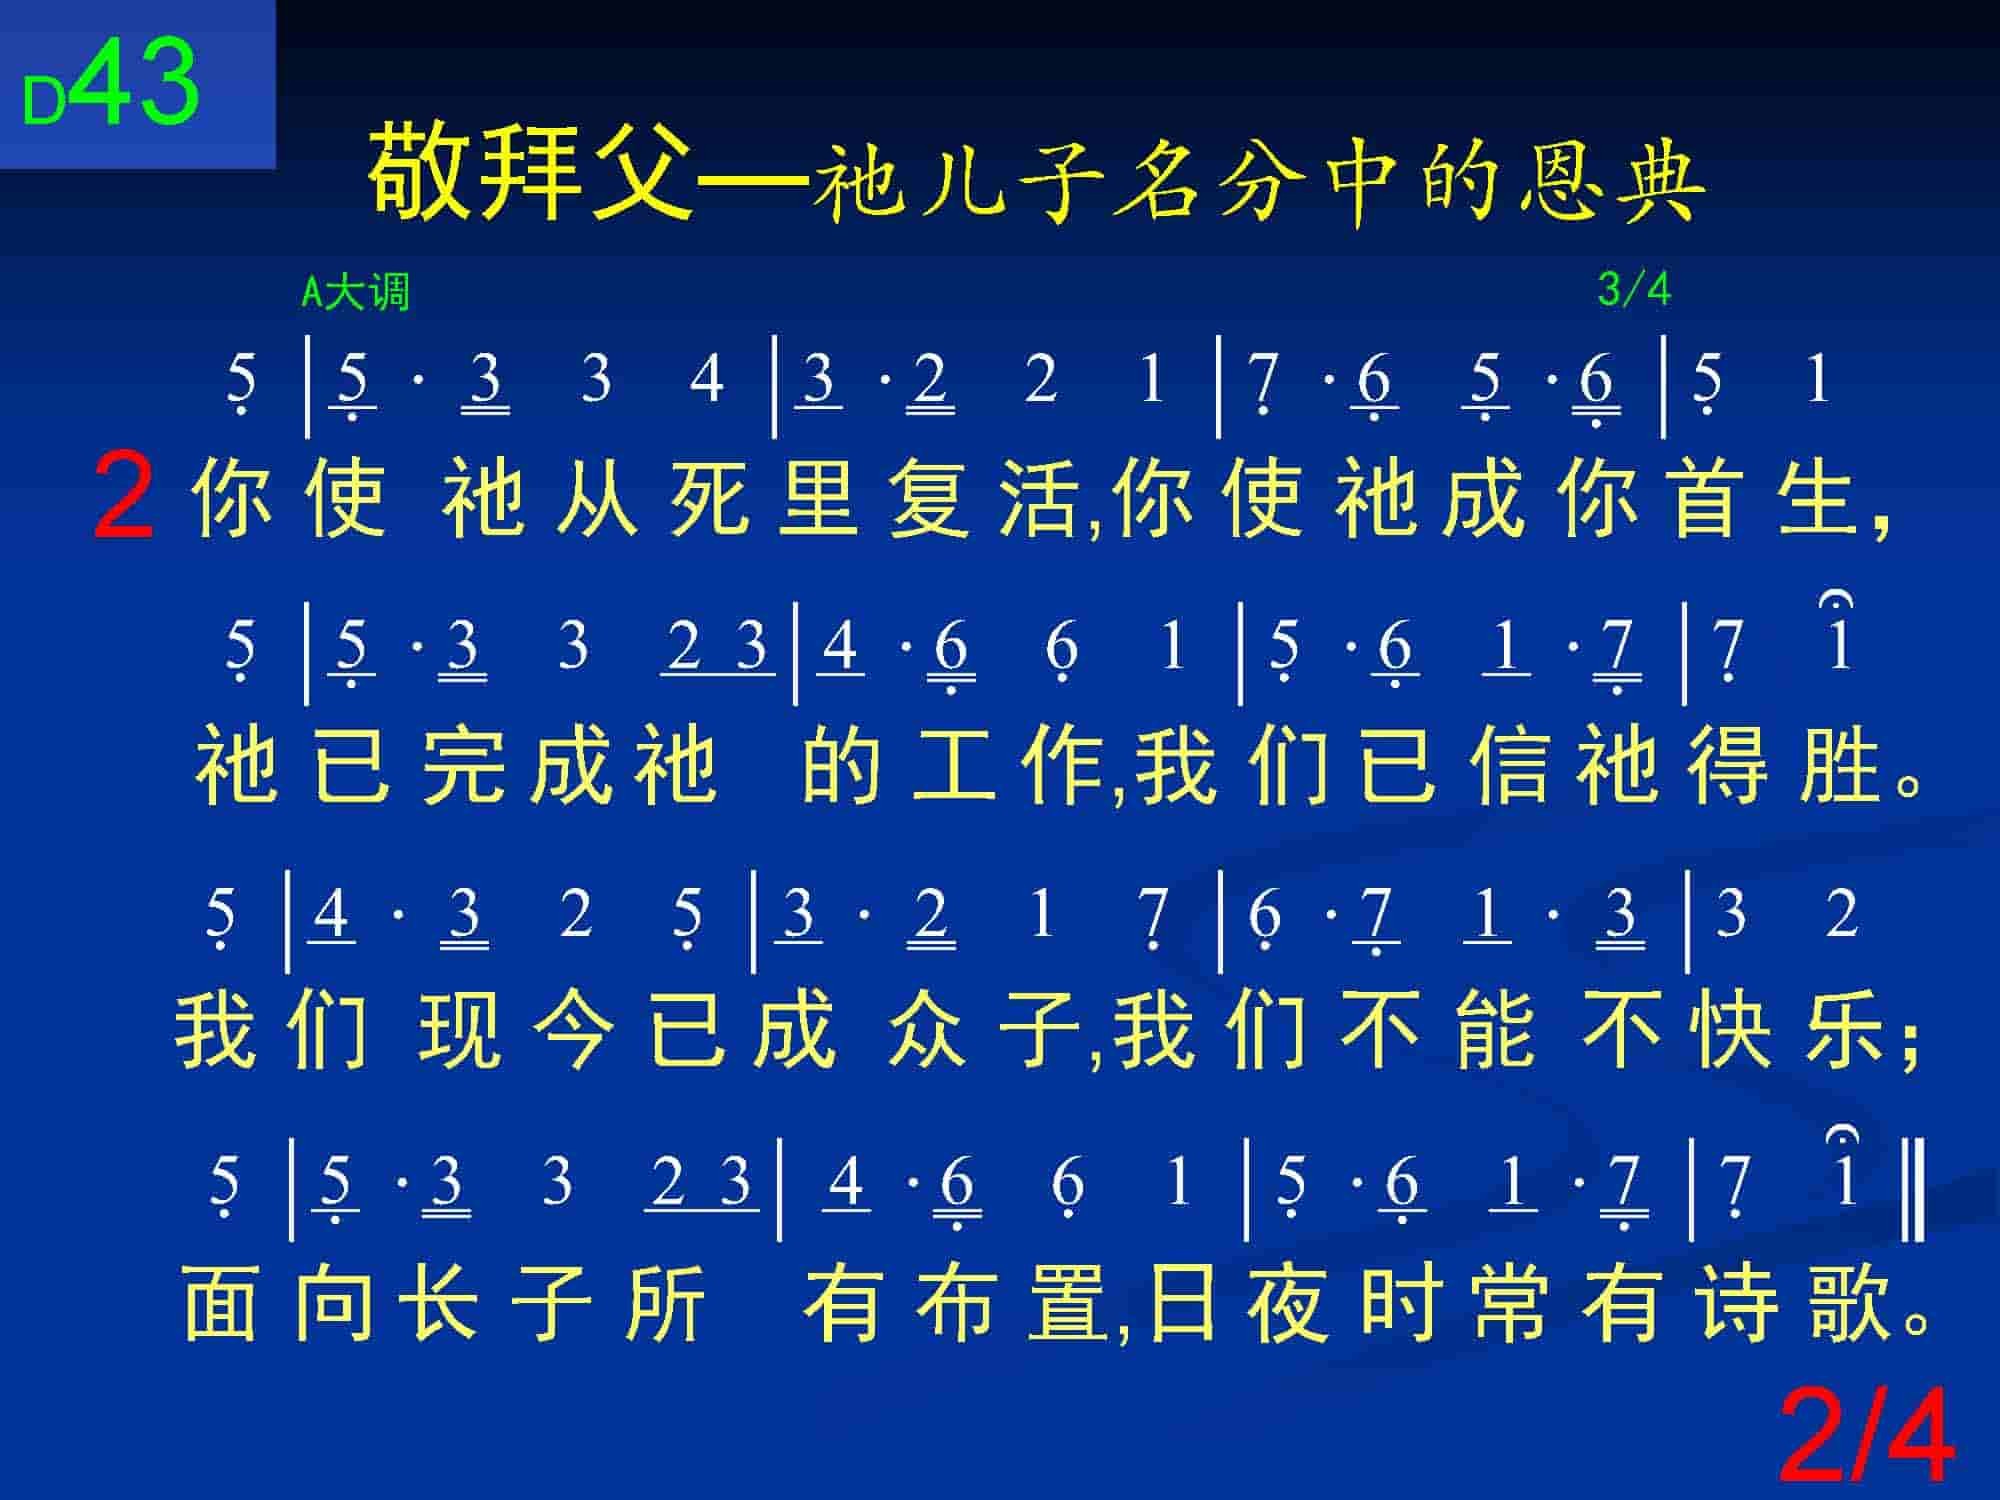 D43
敬拜父—祂儿子名分中的恩典
A大调 3/4
5̣ | 5̣ · 3 3 4 | 3 · 2 2 1 | 7̣ · 6̣ 5̣ · 6̣ | 5̣ 1
2 你使祂从死里复活,你使祂成你首生，
5̣ | 5̣ · 3 3 2 3 | 4 · 6̣ 6̣ 1 | 5̣ · 6̣ 1 · 7̣ | 7̣ 1
祂已完成祂的工作,我们已信祂得胜。
5̣ | 4 · 3 2 5̣ | 3 · 2 1 7̣ | 6̣ · 7̣ 1 · 3 | 3 2
我们现今已成众子,我们不能不快乐；
5̣ | 5̣ · 3 3 2 3 | 4 · 6̣ 6̣ 1 | 5̣ · 6̣ 1 · 7̣ | 7̣ 1 ‖
面向长子所有布置,日夜时常有诗歌。
2/4